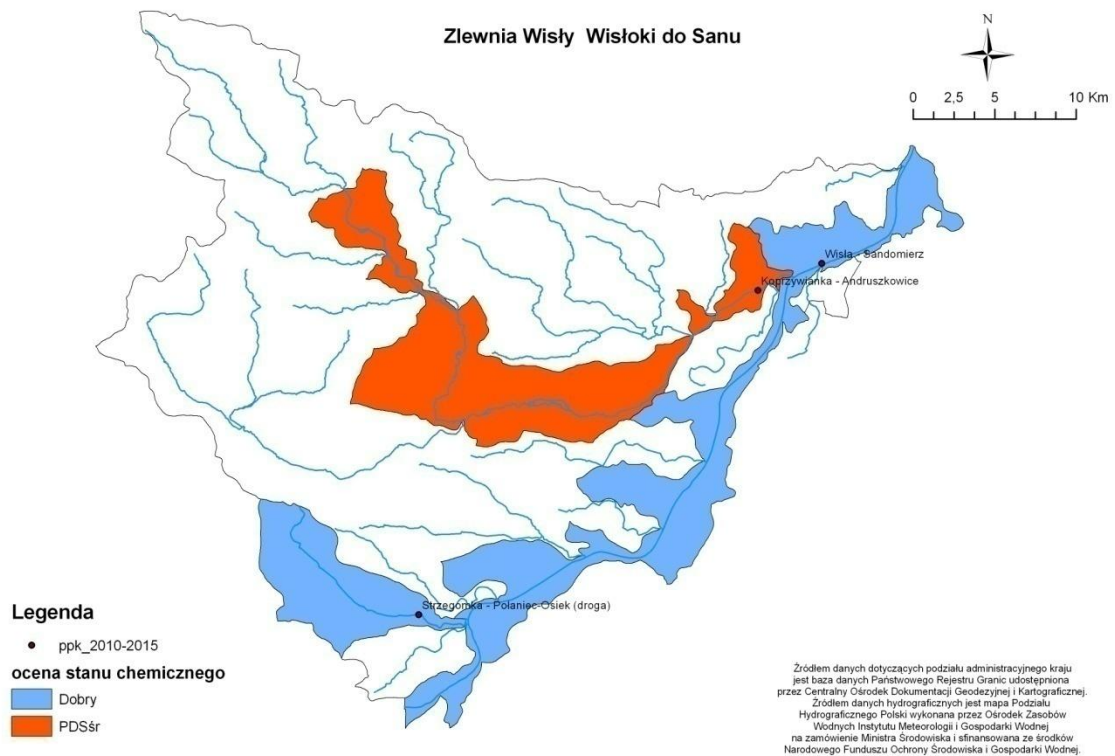 Zlewnia Wisły Wisłoki do Sanu
N
0 2,5 5 10 Km
Wisła - Sandomierz
Koprzywianka - Andruszkowice
Strzegomka - Połaniec-Osiek (droga)
Legenda
ppk_2010-2015
ocena stanu chemicznego
Dobry
PDSśr
Źródłem danych dotyczących podziału administracyjnego kraju
jest baza danych Państwowego Rejestru Granic udostępniona
przez Centralny Ośrodek Dokumentacji Geodezyjnej i Kartograficznej.
Źródłem danych hydrograficznych jest mapa Podziału
Hydrograficznego Polski wykonana przez Ośrodek Zasobów
Wodnych Instytutu Meteorologii i Gospodarki Wodnej
na zamówienie Ministra Środowiska i sfinansowana ze środków
Narodowego Funduszu Ochrony Środowiska i Gospodarki Wodnej.